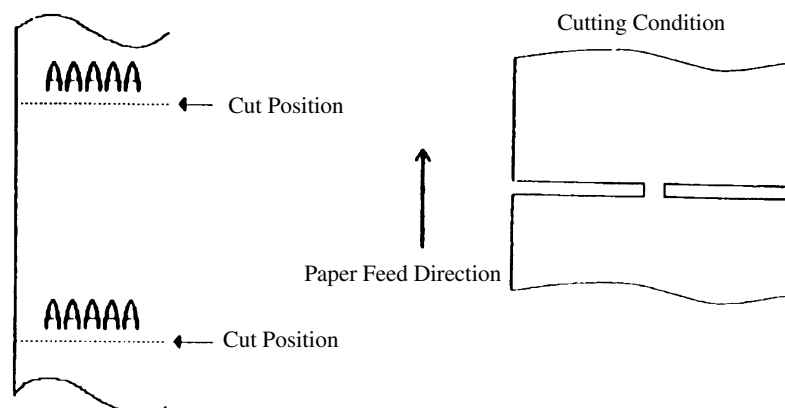 Cutting Condition
AAAAA
Cut Position
Paper Feed Direction
AAAAA
Cut Position